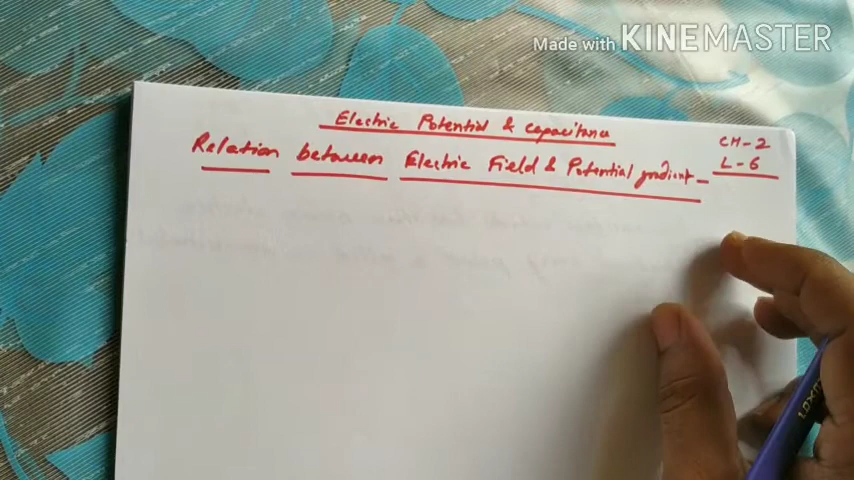 Made with KINEMASTER
Electric Potential & Capacitance
CH-2
Relation between Electric Field & Potential gradient-
L-6